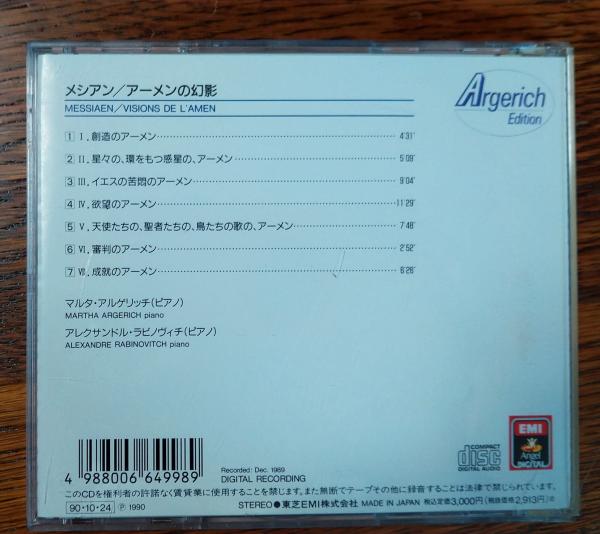 メシアン/アーメンの幻影
MESSIAEN/VISIONS DE L'AMEN
Argerich
Edition
1 I. 創造のアーメン 4'31"
2 II. 星々の、環をもつ惑星の、アーメン 5'09"
3 III. イエスの苦悶のアーメン 9'04"
4 IV. 欲望のアーメン 11'29"
5 V. 天使たちの、聖者たちの、鳥たちの歌の、アーメン 7'48"
6 VI. 審判のアーメン 2'52"
7 VII. 成就のアーメン 6'26"
マルタ・アルゲリッチ(ピアノ)
MARTHA ARGERICH piano
アレクサンドル・ラビノヴィチ(ピアノ)
ALEXANDRE RABINOVITCH piano
4 988006 649989
Recorded: Dec. 1989
DIGITAL RECORDING
COMPACT
disc
DIGITAL AUDIO
EMI
Angel
DIGITAL
このCDを権利者の許諾なく賃貸業に使用することを禁じます。また無断でテープその他に録音することは法律で禁じられています。
90・10・24 Ⓟ 1990 STEREO●東芝EMI株式会社 MADE IN JAPAN 税込定価3,000円(税抜価格2,913円)